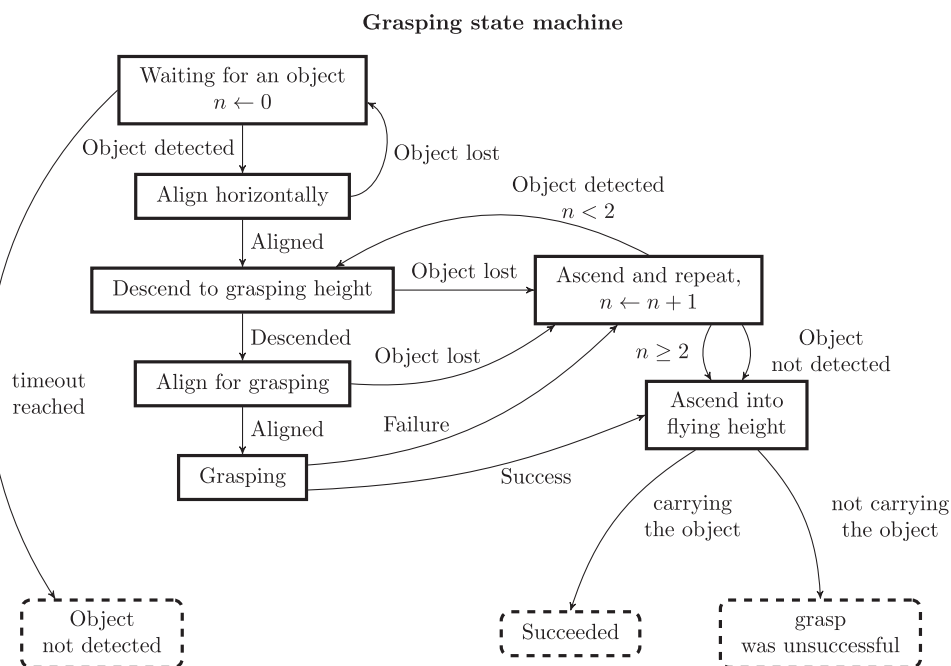 Grasping state machine
Waiting for an object
n ← 0
Object detected
Object lost
Align horizontally
Object detected
n < 2
Aligned
Descend to grasping height
Object lost
Ascend and repeat,
n ← n + 1
Descended
Object lost
n ≥ 2
Object
not detected
timeout
reached
Align for grasping
Ascend into
flying height
Aligned
Failure
Grasping
Success
carrying
the object
not carrying
the object
Object
not detected
Succeeded
grasp
was unsuccessful